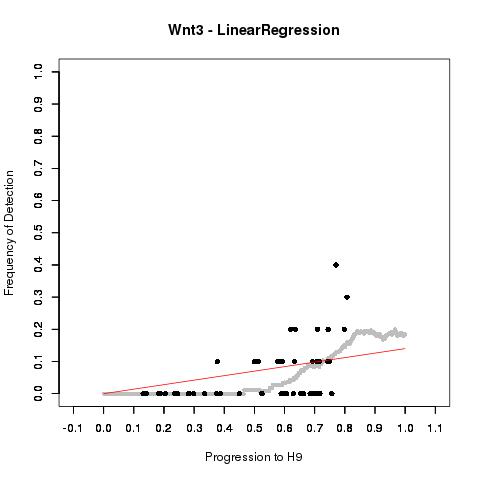 Wnt3 - LinearRegression
Frequency of Detection
1.0
0.9
0.8
0.7
0.6
0.5
0.4
0.3
0.2
0.1
0.0
-0.1 0.0 0.1 0.2 0.3 0.4 0.5 0.6 0.7 0.8 0.9 1.0 1.1
Progression to H9